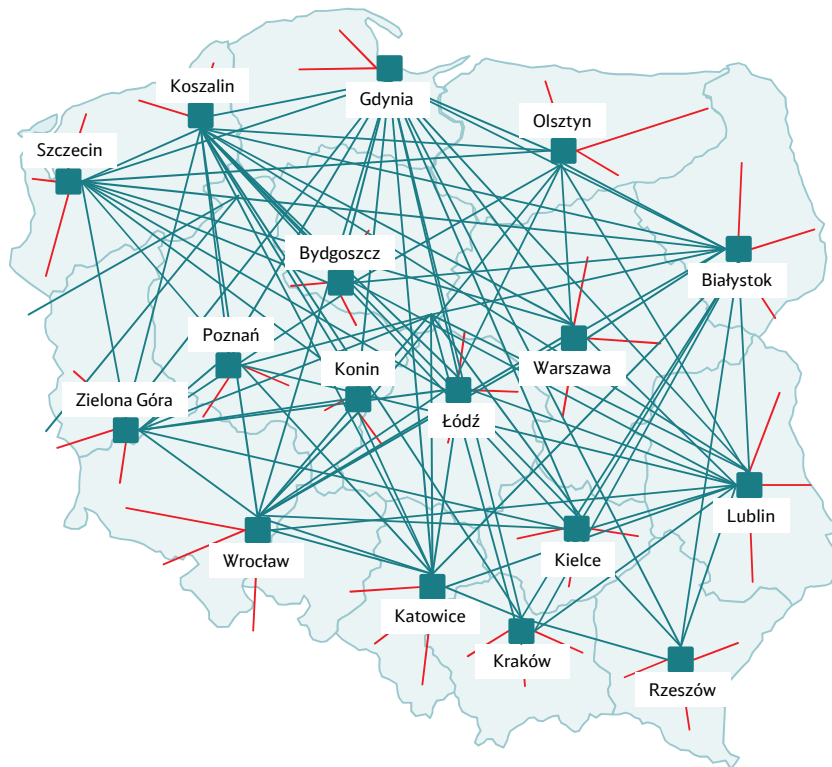 Koszalin
Gdynia
Olsztyn
Szczecin
Bydgoszcz
Białystok
Poznań
Konin
Warszawa
Zielona Góra
Łódź
Lublin
Wrocław
Kielce
Katowice
Kraków
Rzeszów